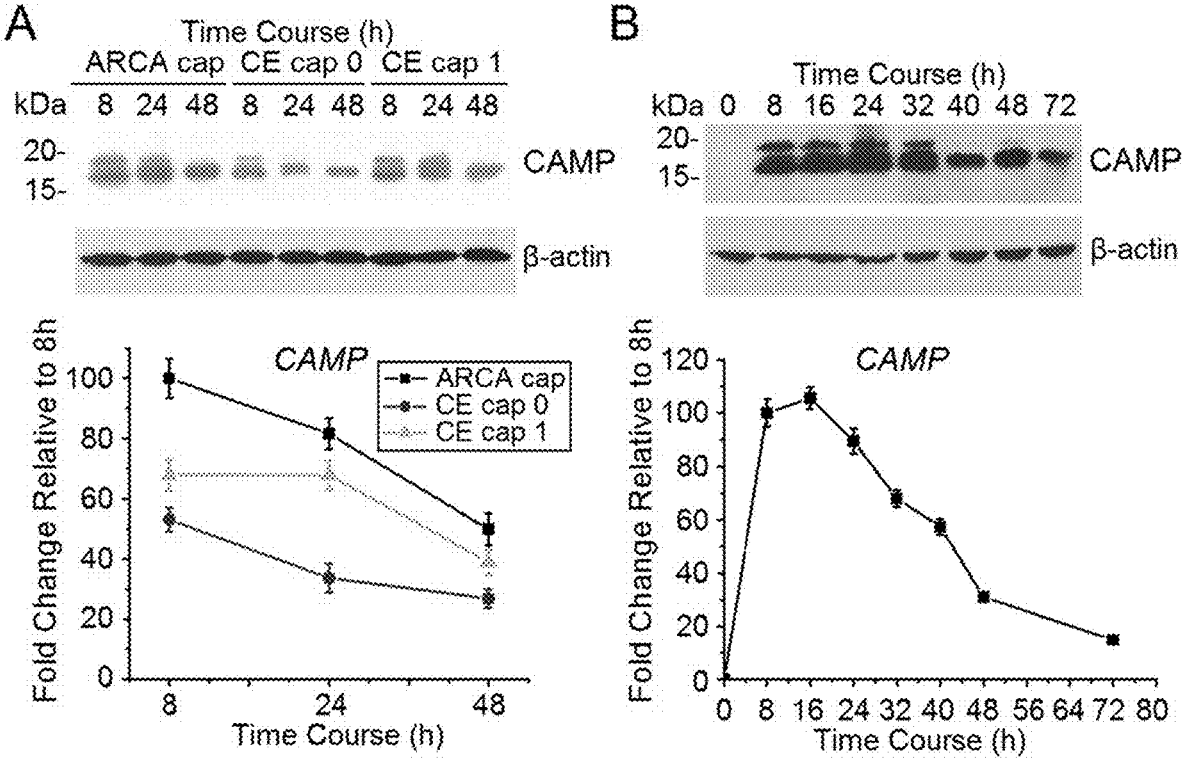 A
Time Course (h)
ARCA cap CE cap 0 CE cap 1
kDa 8 24 48 8 24 48 8 24 48
20-
15-
CAMP
β-actin
CAMP
ARCA cap
CE cap 0
CE cap 1
Fold Change Relative to 8h
100
80
60
40
20
0
8 24 48
Time Course (h)
B
Time Course (h)
kDa 0 8 16 24 32 40 48 72
20-
15-
CAMP
β-actin
CAMP
Fold Change Relative to 8h
120
100
80
60
40
20
0
0 8 16 24 32 40 48 56 64 72 80
Time Course (h)